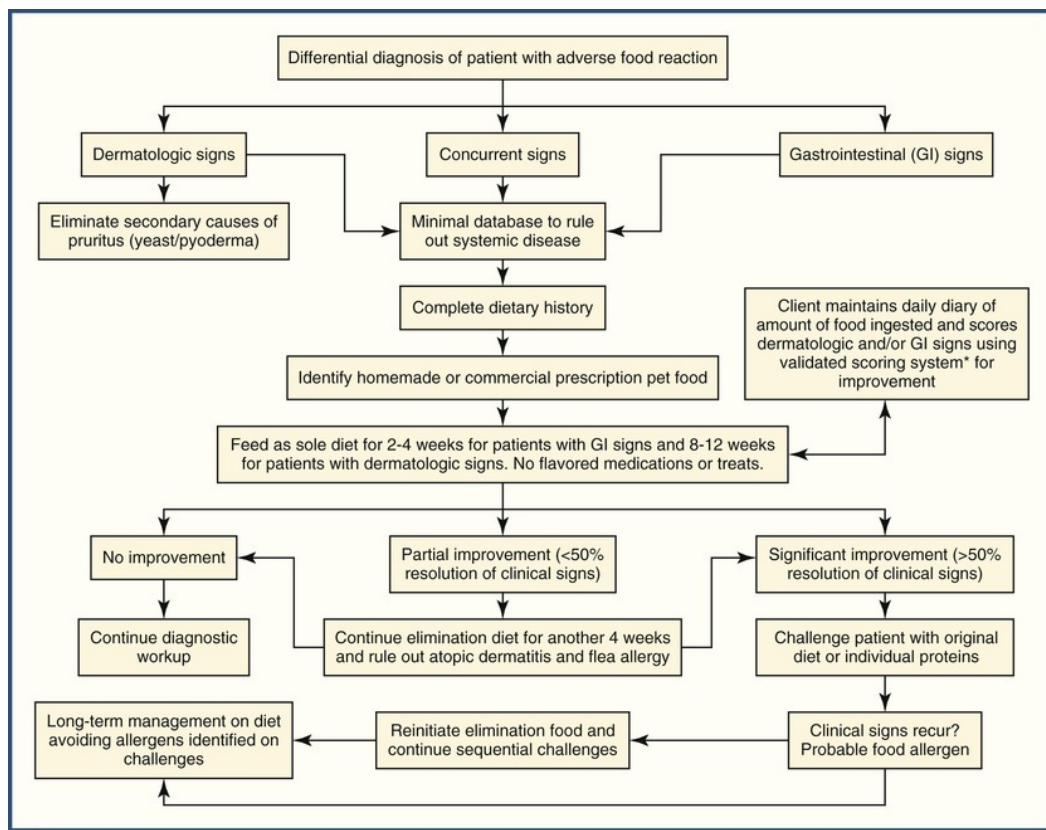 Differential diagnosis of patient with adverse food reaction
Dermatologic signs
Concurrent signs
Gastrointestinal (GI) signs
Eliminate secondary causes of
pruritus (yeast/pyoderma)
Minimal database to rule
out systemic disease
Complete dietary history
Client maintains daily diary of
amount of food ingested and scores
dermatologic and/or GI signs using
validated scoring system* for
improvement
Identify homemade or commercial prescription pet food
Feed as sole diet for 2-4 weeks for patients with GI signs and 8-12 weeks
for patients with dermatologic signs. No flavored medications or treats.
No improvement
Partial improvement (<50%
resolution of clinical signs)
Significant improvement (>50%
resolution of clinical signs)
Continue diagnostic
workup
Continue elimination diet for another 4 weeks
and rule out atopic dermatitis and flea allergy
Challenge patient with original
diet or individual proteins
Long-term management on diet
avoiding allergens identified on
challenges
Reinitiate elimination food and
continue sequential challenges
Clinical signs recur?
Probable food allergen